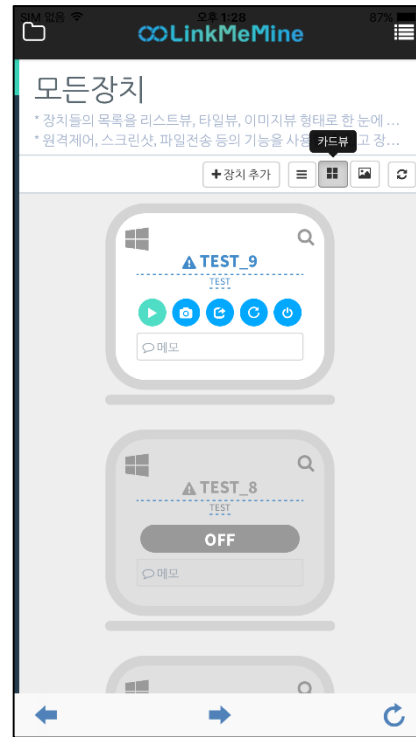 SIM 없음 오후 1:28 87%
LinkMeMine
모든장치
* 장치들의 목록을 리스트뷰, 타일뷰, 이미지뷰 형태로 한 눈에 ...
* 원격제어, 스크린샷, 파일전송 등의 기능을 사용 고 장...
카드뷰
+장치 추가
TEST_9
TEST
메모
TEST_8
TEST
OFF
메모